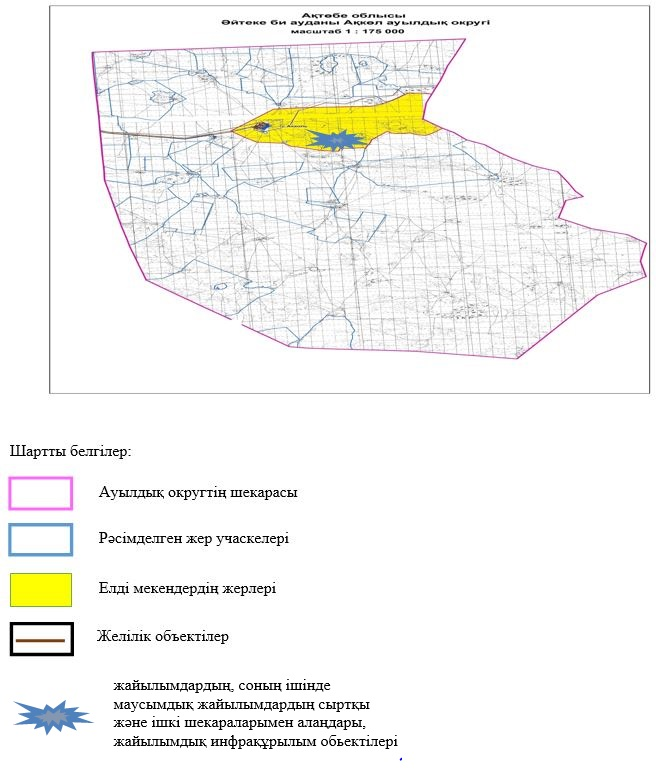 Ақтөбе облысы
Әйтеке би ауданы Ақкөл ауылдық округі
масштаб 1 : 175 000
Шартты белгілер:
Ауылдық округтің шекарасы
Рәсімделген жер учаскелері
Елді мекендердің жерлері
Желілік объектілер
жайылымдардың, соның ішінде
маусымдық жайылымдардың сыртқы
және ішкі шекараларымен алаңдары,
жайылымдық инфрақұрылым объектілері